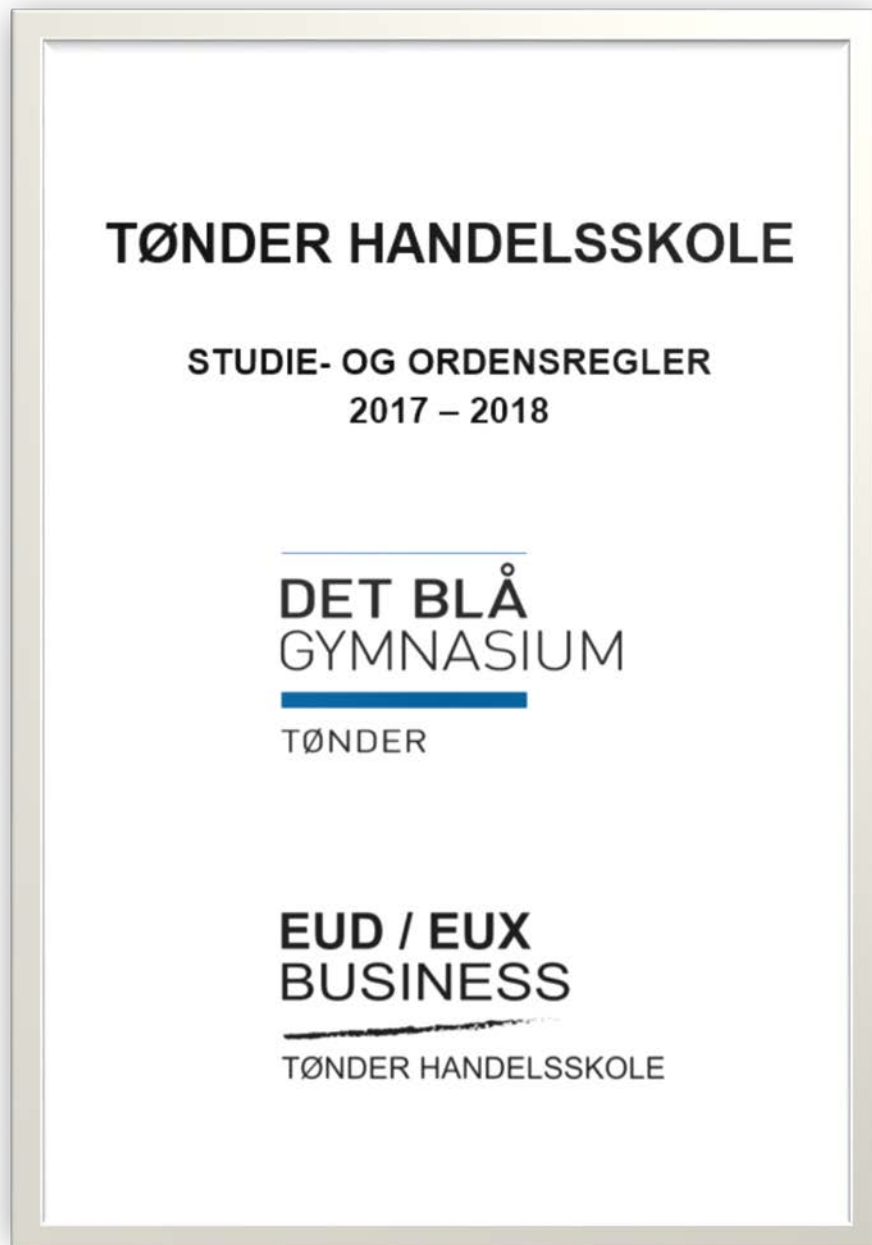 TØNDER HANDELSSKOLE
STUDIE- OG ORDENSREGLER
2017 – 2018
DET BLÅ
GYMNASIUM
TØNDER
EUD / EUX
BUSINESS
TØNDER HANDELSSKOLE